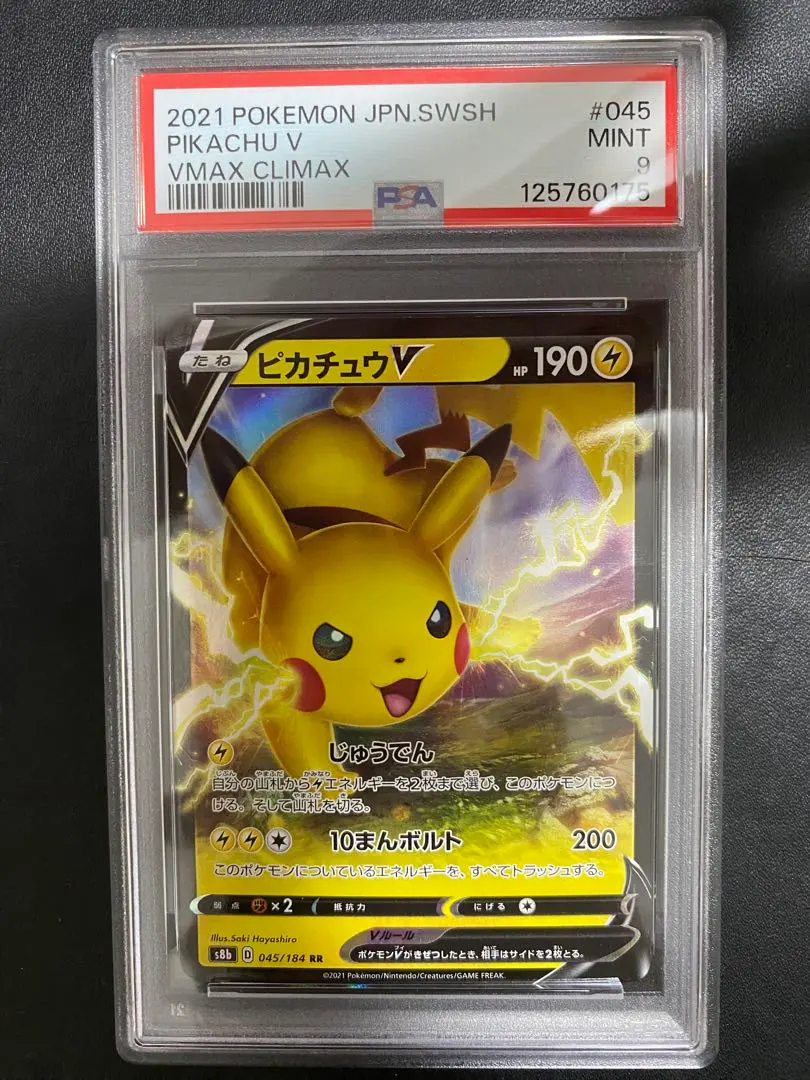 2021 POKEMON JPN.SWSH #045
PIKACHU V MINT
VMAX CLIMAX 9
PSA 125760175
たね ピカチュウV HP 190
じゅうでん
自分の山札からエネルギーを2枚まで選び、このポケモンにつ
ける。そして山札を切る。
10まんボルト 200
このポケモンについているエネルギーを、すべてトラッシュする。
弱点 ×2 抵抗力 にげる
Illus.Saki Hayashiro
Vルール
ポケモンVがきぜつしたとき、相手はサイドを2枚とる。
s8b D 045/184 RR
©2021 Pokémon/Nintendo/Creatures/GAME FREAK.